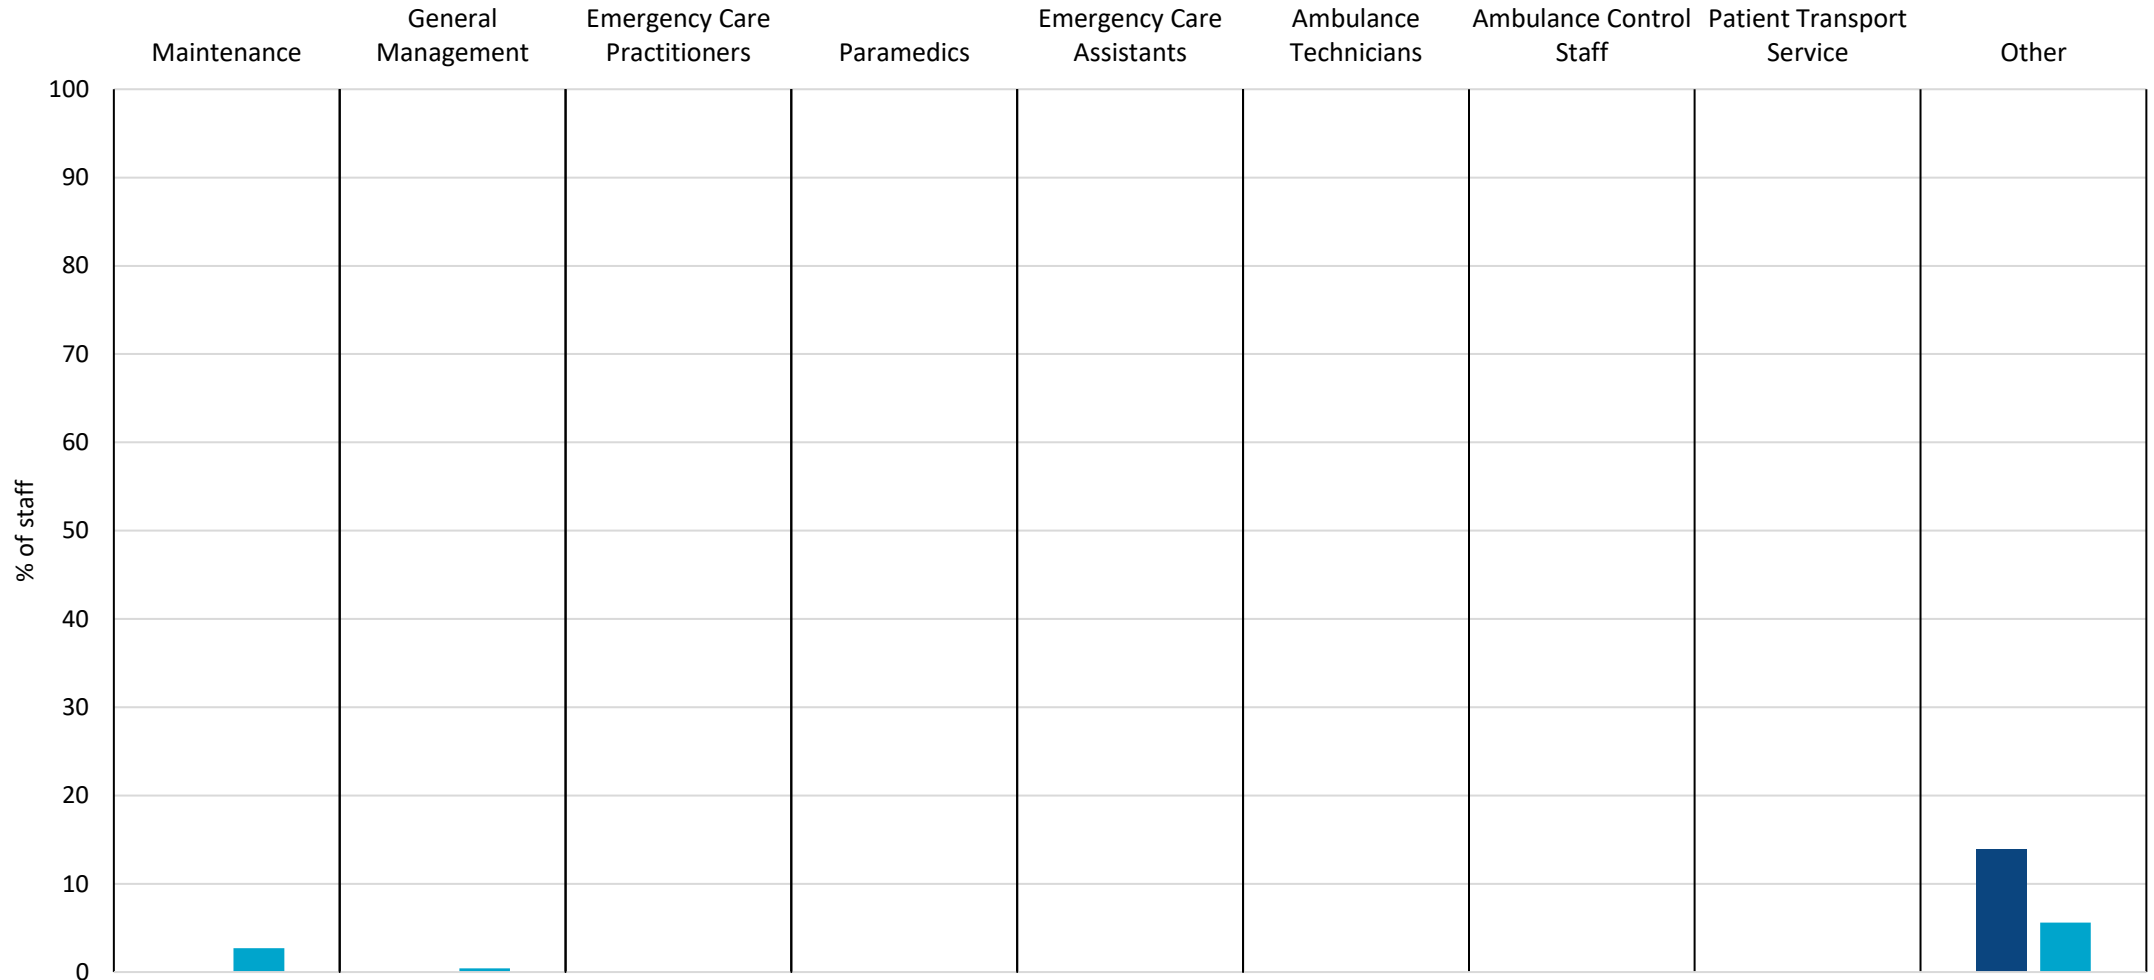 Maintenance
General
Management
Emergency Care
Practitioners
Paramedics
Emergency Care
Assistants
Ambulance
Technicians
Ambulance Control
Staff
Patient Transport
Service
Other
% of staff
100
90
80
70
60
50
40
30
20
10
0